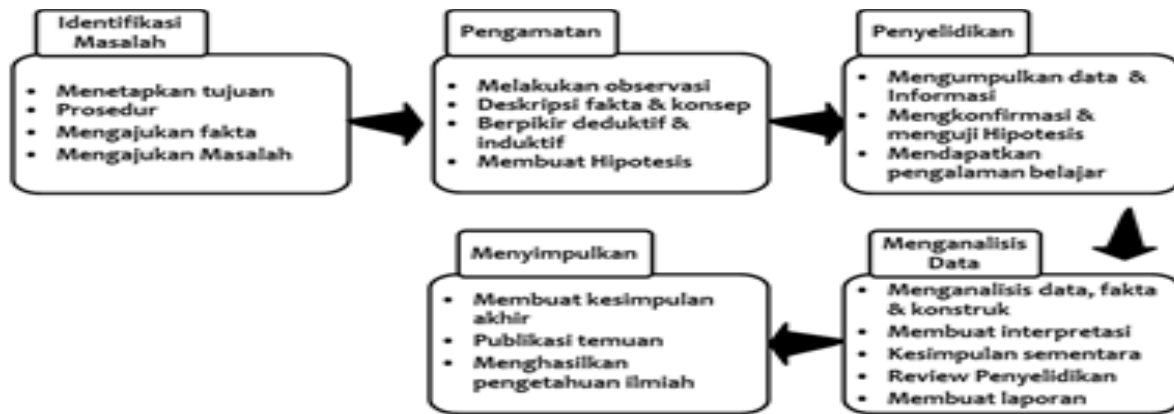 Identifikasi
Masalah
• Menetapkan tujuan
• Prosedur
• Mengajukan fakta
• Mengajukan Masalah
Pengamatan
• Melakukan observasi
• Deskripsi fakta & konsep
• Berpikir deduktif &
induktif
• Membuat Hipotesis
Penyelidikan
• Mengumpulkan data &
Informasi
• Mengkonfirmasi &
menguji Hipotesis
• Mendapatkan
pengalaman belajar
Menganalisis
Data
• Menganalisis data, fakta
& konstruk
• Membuat interpretasi
• Kesimpulan sementara
• Review Penyelidikan
• Membuat laporan
Menyimpulkan
• Membuat kesimpulan
akhir
• Publikasi temuan
• Menghasilkan
pengetahuan ilmiah